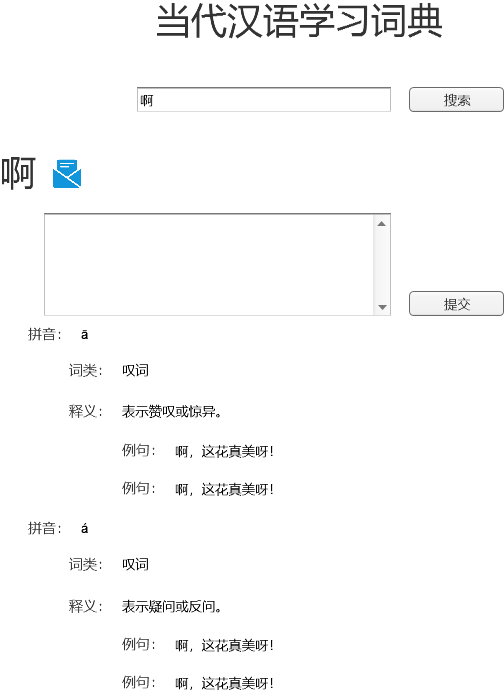 当代汉语学习词典
啊 搜索
啊
提交
拼音： ā
词类： 叹词
释义： 表示赞叹或惊异。
例句： 啊，这花真美呀！
例句： 啊，这花真美呀！
拼音： á
词类： 叹词
释义： 表示疑问或反问。
例句： 啊，这花真美呀！
例句： 啊，这花真美呀！